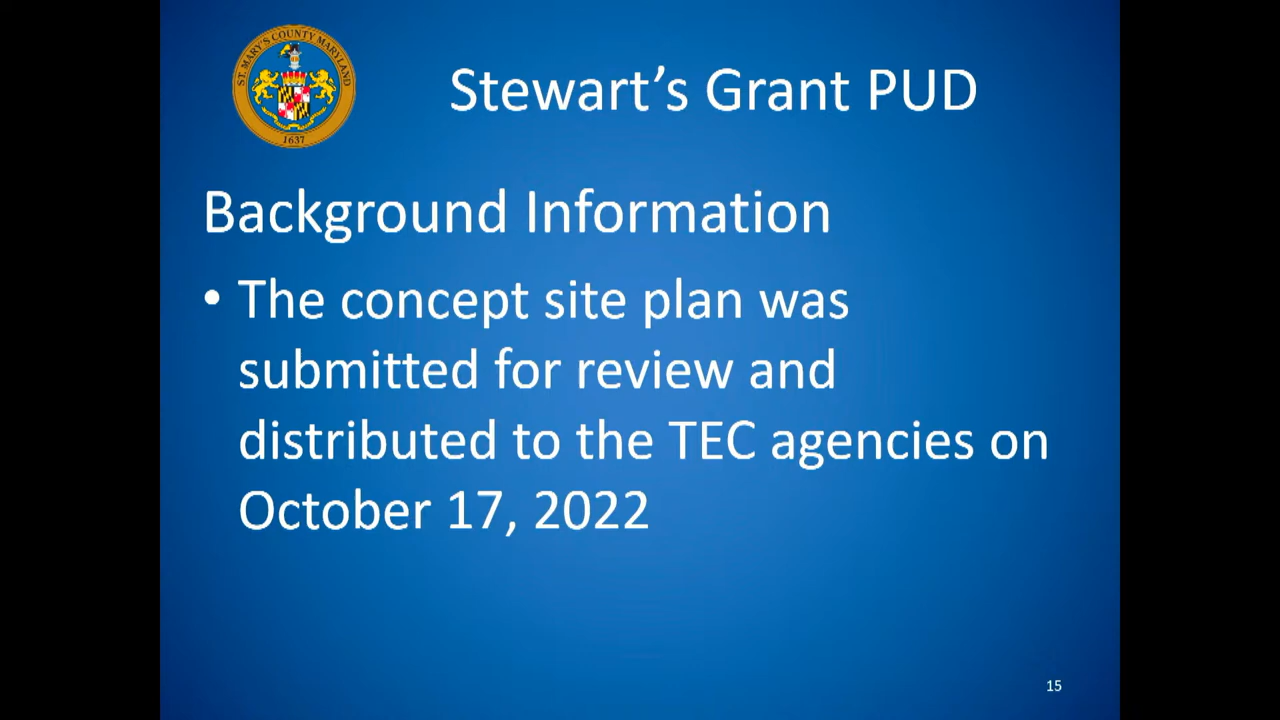 ST. MARY'S COUNTY MARYLAND
1637
Stewart's Grant PUD
Background Information
• The concept site plan was
submitted for review and
distributed to the TEC agencies on
October 17, 2022
15